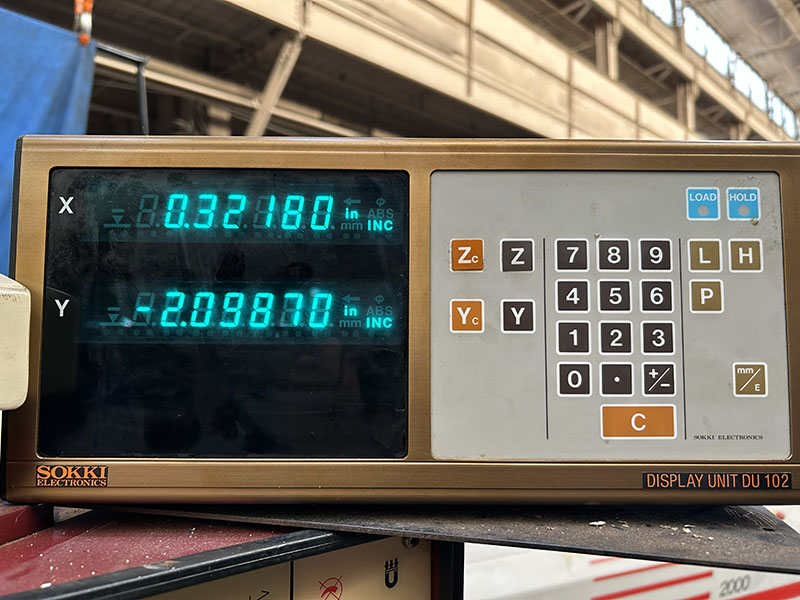 X 0.32180 in mm ABS INC
Y -2.09870 in mm ABS INC
LOAD HOLD
Zc Z 7 8 9 L H
4 5 6 P
Yc Y
1 2 3
0 . +/- mm/E
C
SOKKI ELECTRONICS
SOKKI
ELECTRONICS
DISPLAY UNIT DU 102
2000